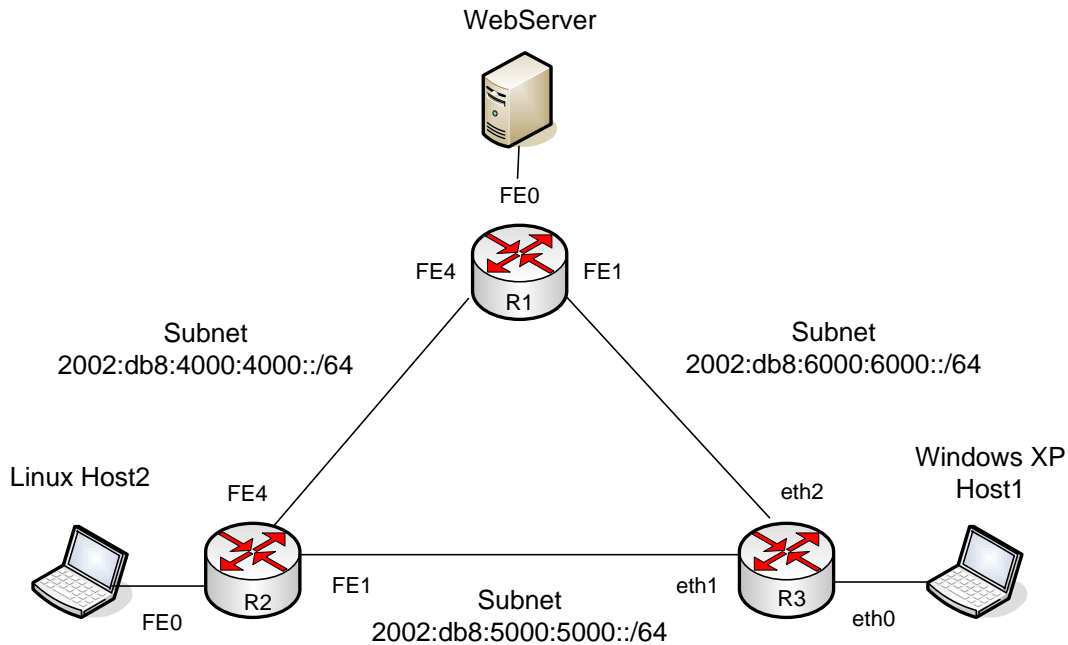 WebServer
FE0
FE4
FE1
R1
Subnet
2002:db8:4000:4000::/64
Subnet
2002:db8:6000:6000::/64
Linux Host2
Windows XP
Host1
FE4
eth2
R2
FE1
eth1
R3
FE0
eth0
Subnet
2002:db8:5000:5000::/64